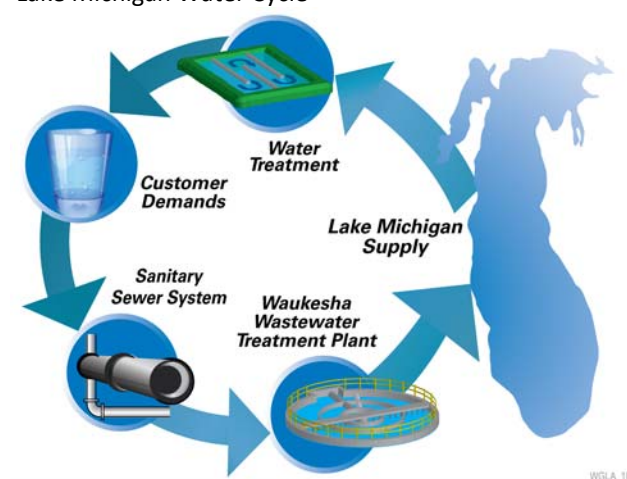 Lake Michigan Water Cycle
Water
Treatment
Customer
Demands
Lake Michigan
Supply
Sanitary
Sewer System
Waukesha
Wastewater
Treatment Plant